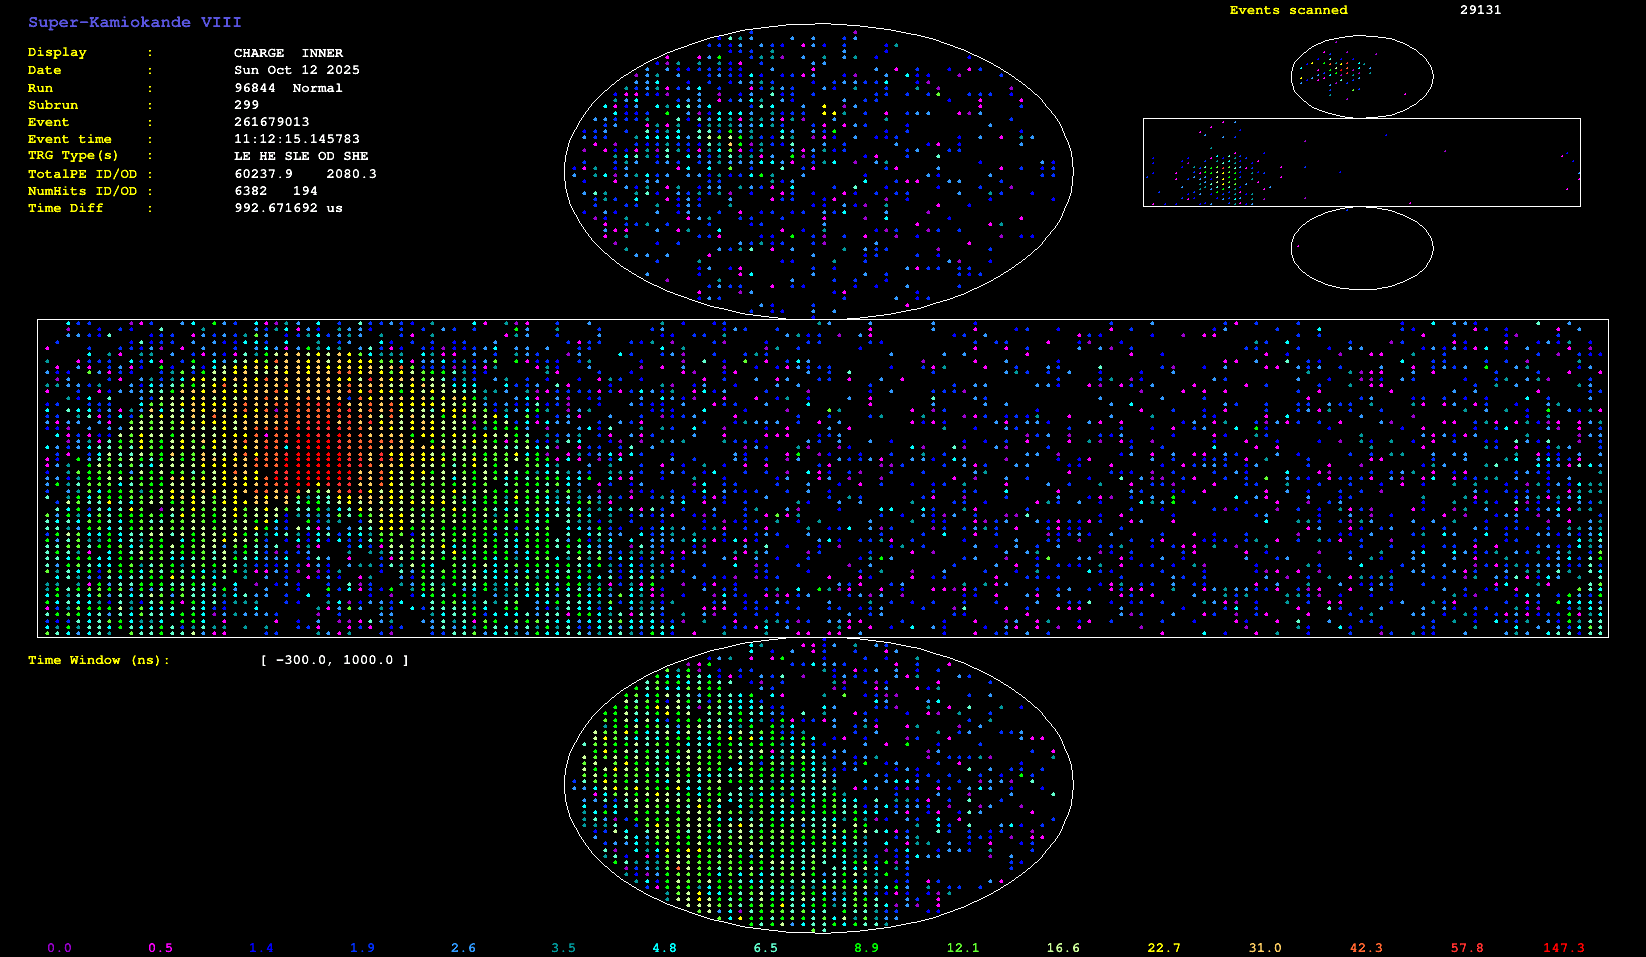 Super-Kamiokande VIII
Events scanned 29131
Display : CHARGE INNER
Date : Sun Oct 12 2025
Run : 96844 Normal
Subrun : 299
Event : 261679013
Event time : 11:12:15.145783
TRG Type(s) : LE HE SLE OD SHE
TotalPE ID/OD : 60237.9 2080.3
NumHits ID/OD : 6382 194
Time Diff : 992.671692 us
Time Window (ns): [ -300.0, 1000.0 ]
0.0 0.5 1.4 1.9 2.6 3.5 4.8 6.5 8.9 12.1 16.6 22.7 31.0 42.3 57.8 147.3